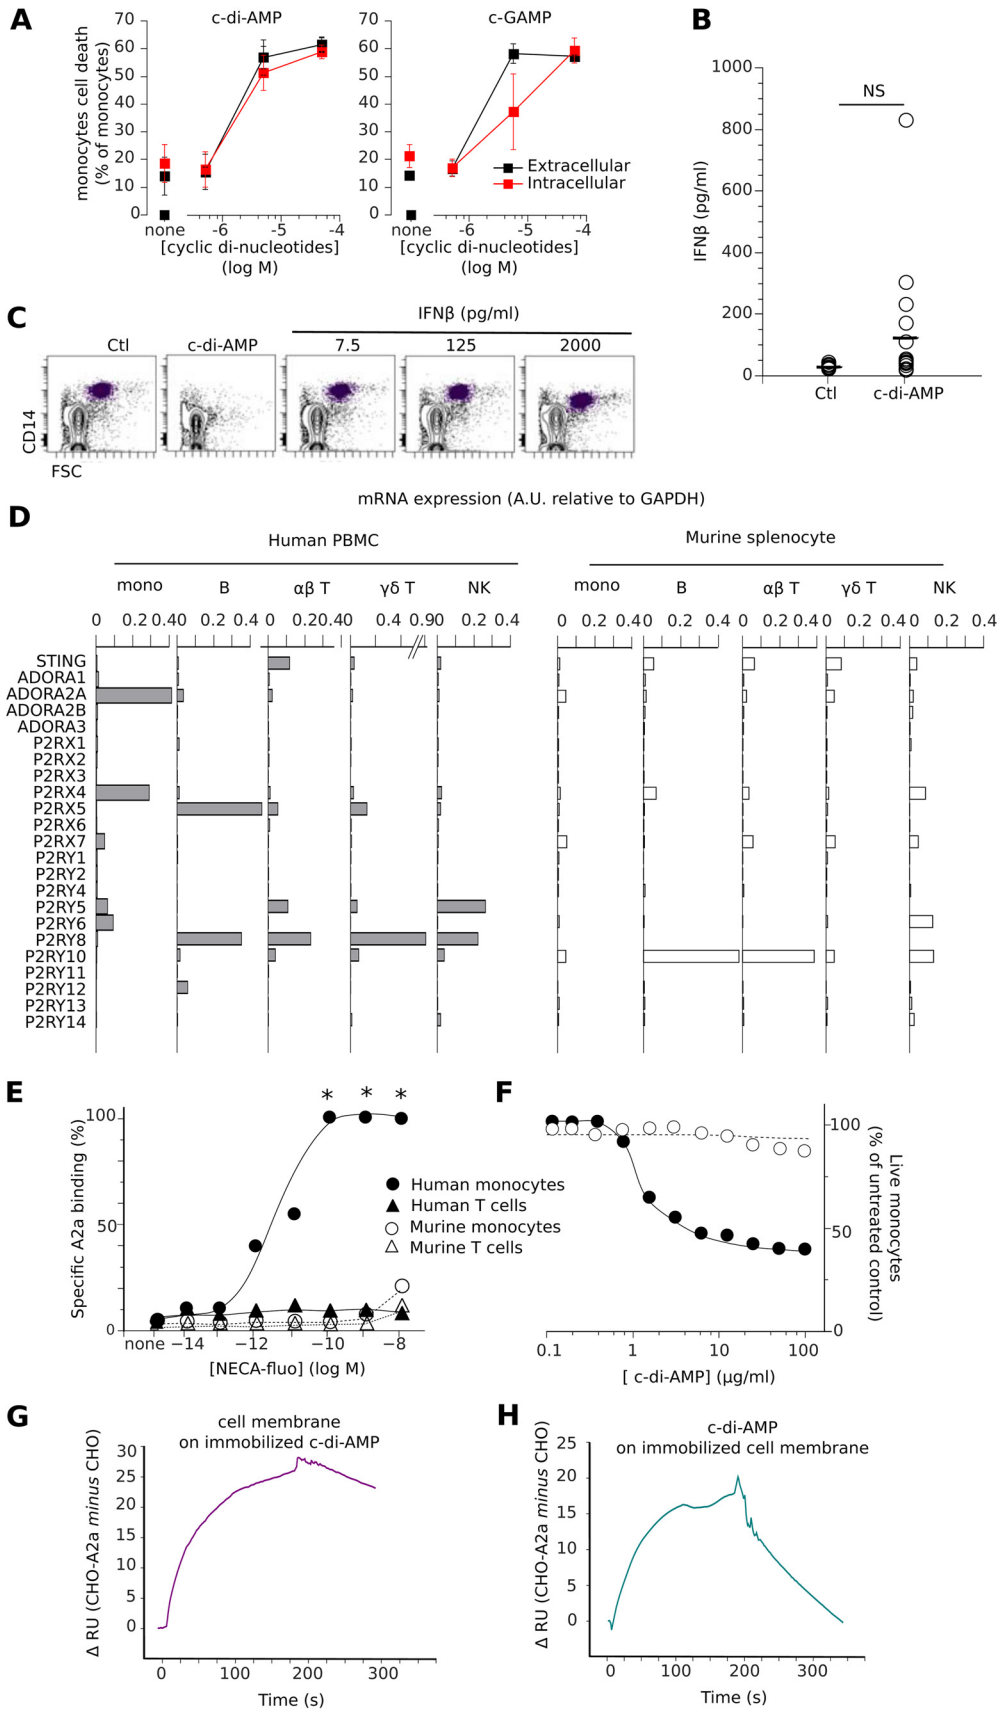 A
c-di-AMP
c-GAMP
B
monocytes cell death
(% of monocytes)
70
60
50
40
30
20
10
0
70
60
50
40
30
20
10
0
Extracellular
Intracellular
none
-6
-5
-4
none
-6
-5
-4
[cyclic di-nucleotides]
(log M)
[cyclic di-nucleotides]
(log M)
IFNβ (pg/ml)
1000
800
600
400
200
0
NS
Ctl
c-di-AMP
C
IFNβ (pg/ml)
Ctl
c-di-AMP
7.5
125
2000
CD14
FSC
mRNA expression (A.U. relative to GAPDH)
D
Human PBMC
Murine splenocyte
mono
B
αβ T
γδ T
NK
mono
B
αβ T
γδ T
NK
0 0.20 0.40
0 0.2 0.4
0 0.20 0.40
0 0.4 0.90
0 0.2 0.4
0 0.2 0.4
0 0.2 0.4
0 0.2 0.4
0 0.2 0.4
0 0.2 0.4
STING
ADORA1
ADORA2A
ADORA2B
ADORA3
P2RX1
P2RX2
P2RX3
P2RX4
P2RX5
P2RX6
P2RX7
P2RY1
P2RY2
P2RY4
P2RY5
P2RY6
P2RY8
P2RY10
P2RY11
P2RY12
P2RY13
P2RY14
E
Specific A2a binding (%)
100
50
0
* * *
Human monocytes
Human T cells
Murine monocytes
Murine T cells
none
−14
−12
−10
−8
[NECA-fluo] (log M)
F
100
50
0
Live monocytes
(% of untreated control)
0.1
1
10
100
[ c-di-AMP] (μg/ml)
G
cell membrane
on immobilized c-di-AMP
Δ RU (CHO-A2a minus CHO)
30
25
20
15
10
5
0
0
100
200
300
Time (s)
H
c-di-AMP
on immobilized cell membrane
Δ RU (CHO-A2a minus CHO)
25
20
15
10
5
0
0
100
200
300
Time (s)